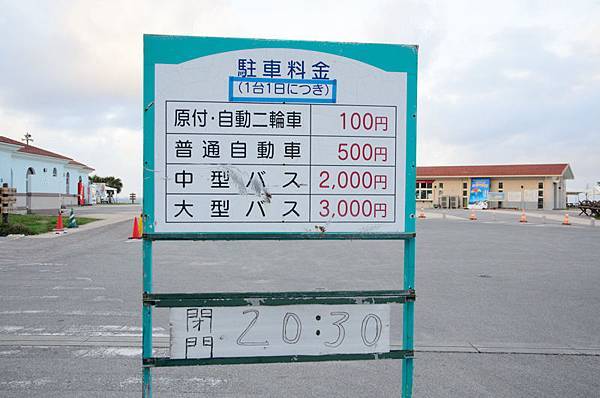 駐車料金
(1台1日につき)
原付・自動二輪車 100円
普通自動車 500円
中型バス 2,000円
大型バス 3,000円
閉門 20:30